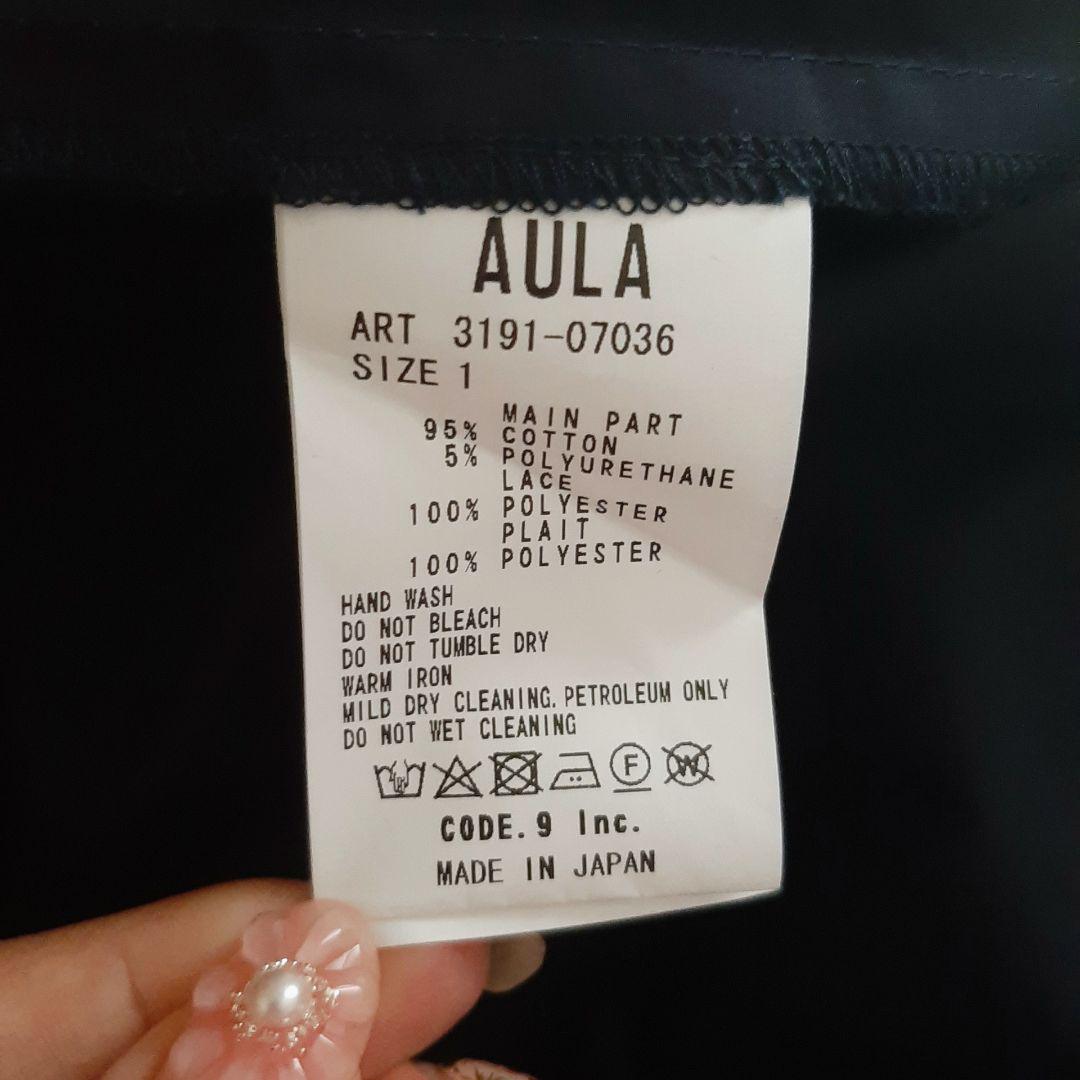 AULA
ART 3191-07036
SIZE 1
MAIN PART
95% COTTON
5% POLYURETHANE
LACE
100% POLYESTER
PLAIT
100% POLYESTER
HAND WASH
DO NOT BLEACH
DO NOT TUMBLE DRY
WARM IRON
MILD DRY CLEANING. PETROLEUM ONLY
DO NOT WET CLEANING
F W
CODE. 9 Inc.
MADE IN JAPAN